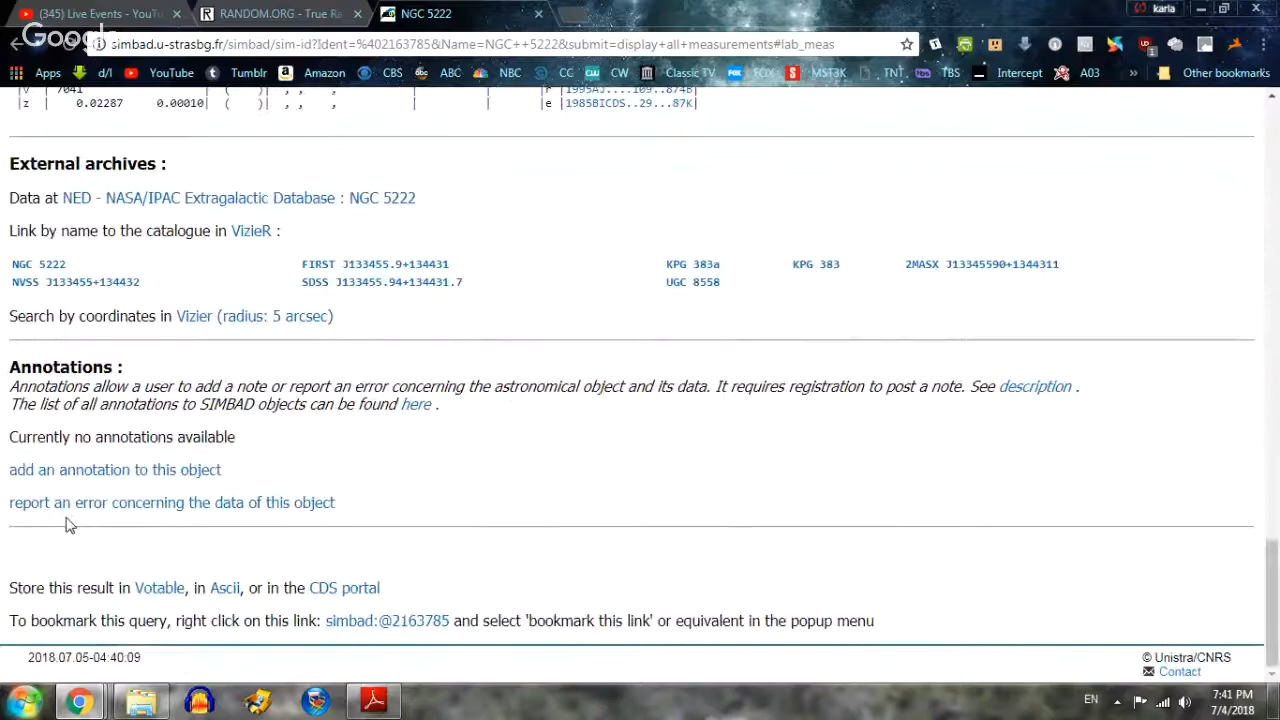 (345) Live Events - YouTu
RANDOM.ORG - True Ra
NGC 5222
karla
Google
simbad.u-strasbg.fr/simbad/sim-id?Ident=%402163785&Name=NGC++5222&submit=display+all+measurements#lab_meas
Apps d/l YouTube Tumblr Amazon CBS ABC NBC CC CW Classic TV FOX MST3K TNT TBS Intercept A03 » Other bookmarks
|v 7041 | ( )| , , , | | |r |1995AJ....109..874B|
|z 0.02287 0.00010| ( )| , , , | | |e |1985BICDS..29...87K|
External archives :
Data at NED - NASA/IPAC Extragalactic Database : NGC 5222
Link by name to the catalogue in VizieR :
NGC 5222 FIRST J133455.9+134431 KPG 383a KPG 383 2MASX J13345590+1344311
NVSS J133455+134432 SDSS J133455.94+134431.7 UGC 8558
Search by coordinates in Vizier (radius: 5 arcsec)
Annotations :
Annotations allow a user to add a note or report an error concerning the astronomical object and its data. It requires registration to post a note. See description .
The list of all annotations to SIMBAD objects can be found here .
Currently no annotations available
add an annotation to this object
report an error concerning the data of this object
Store this result in Votable, in Ascii, or in the CDS portal
To bookmark this query, right click on this link: simbad:@2163785 and select 'bookmark this link' or equivalent in the popup menu
2018.07.05-04:40:09
© Unistra/CNRS
Contact
EN
7:41 PM
7/4/2018